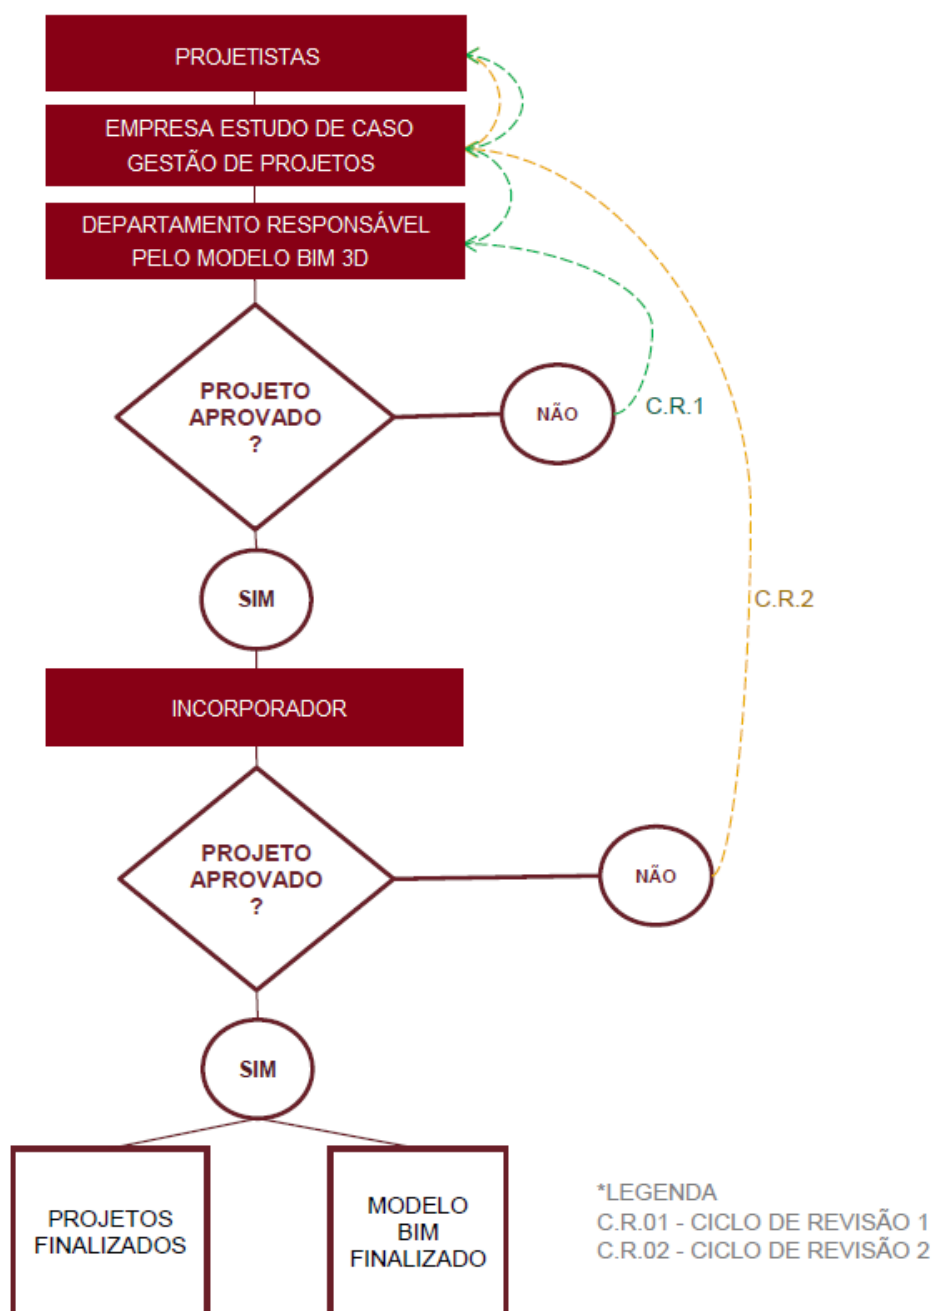 PROJETISTAS
EMPRESA ESTUDO DE CASO
GESTÃO DE PROJETOS
DEPARTAMENTO RESPONSÁVEL
PELO MODELO BIM 3D
PROJETO
APROVADO
?
NÃO
C.R.1
SIM
C.R.2
INCORPORADOR
PROJETO
APROVADO
?
NÃO
SIM
PROJETOS
FINALIZADOS
MODELO
BIM
FINALIZADO
*LEGENDA
C.R.01 - CICLO DE REVISÃO 1
C.R.02 - CICLO DE REVISÃO 2